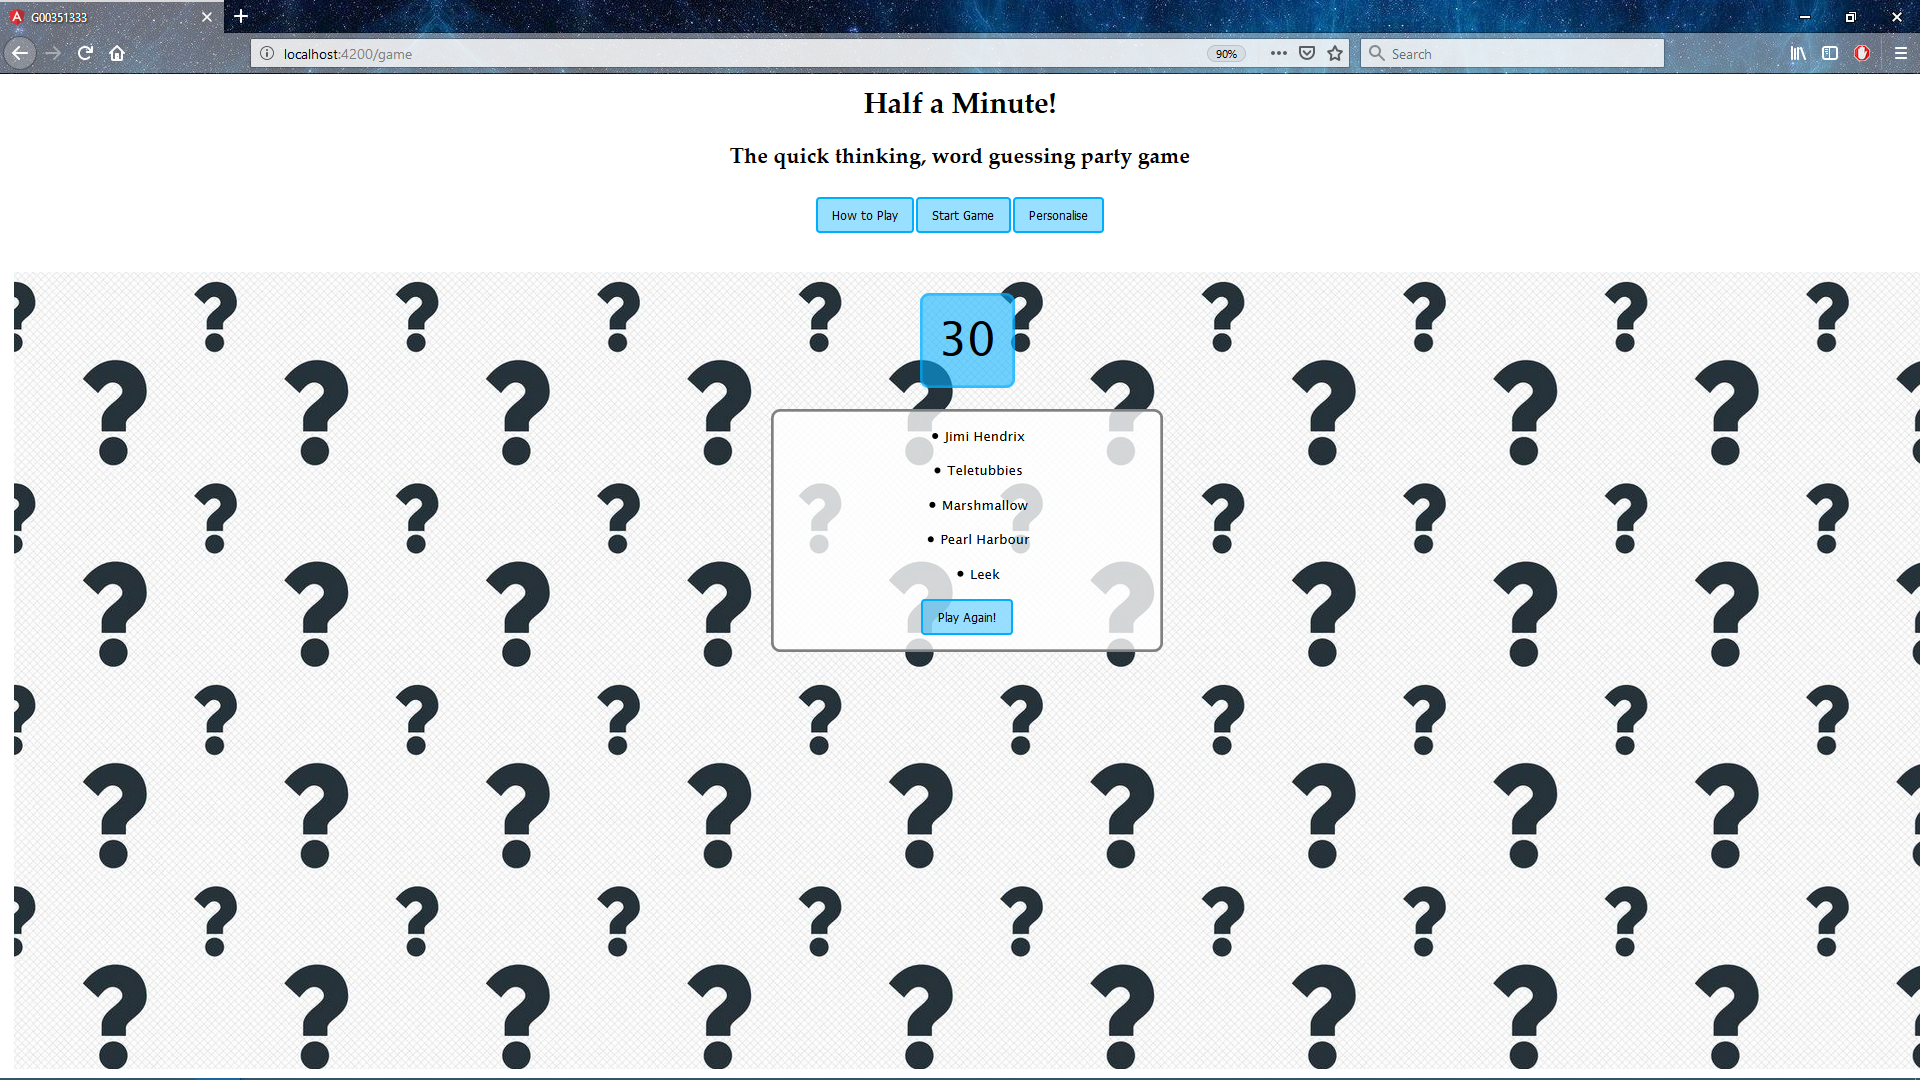 G00351333
localhost:4200/game
90%
Search
Half a Minute!
The quick thinking, word guessing party game
How to Play
Start Game
Personalise
30
• Jimi Hendrix
• Teletubbies
• Marshmallow
• Pearl Harbour
• Leek
Play Again!